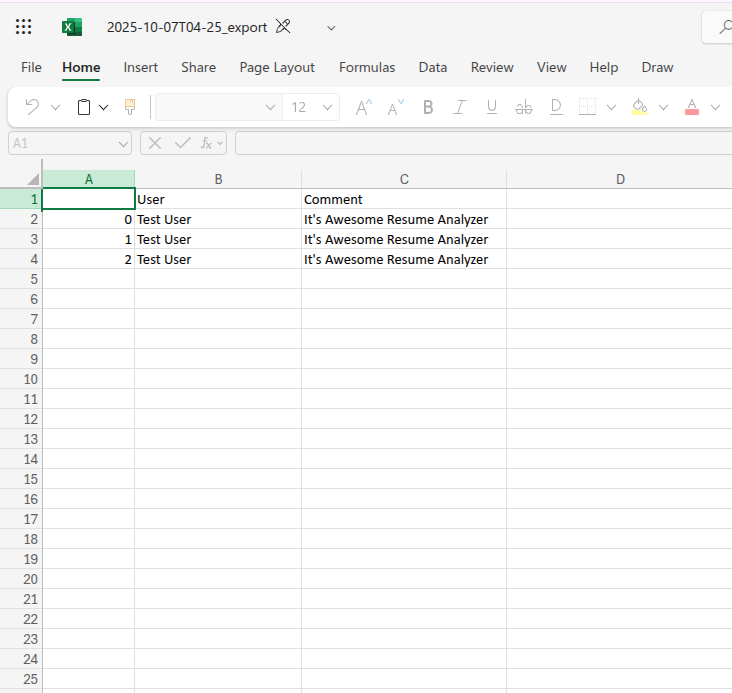 2025-10-07T04-25_export
File Home Insert Share Page Layout Formulas Data Review View Help Draw
12 A A B I U ab D A
A1 fx
A B C D
1 User Comment
2 0 Test User It's Awesome Resume Analyzer
3 1 Test User It's Awesome Resume Analyzer
4 2 Test User It's Awesome Resume Analyzer
5
6
7
8
9
10
11
12
13
14
15
16
17
18
19
20
21
22
23
24
25